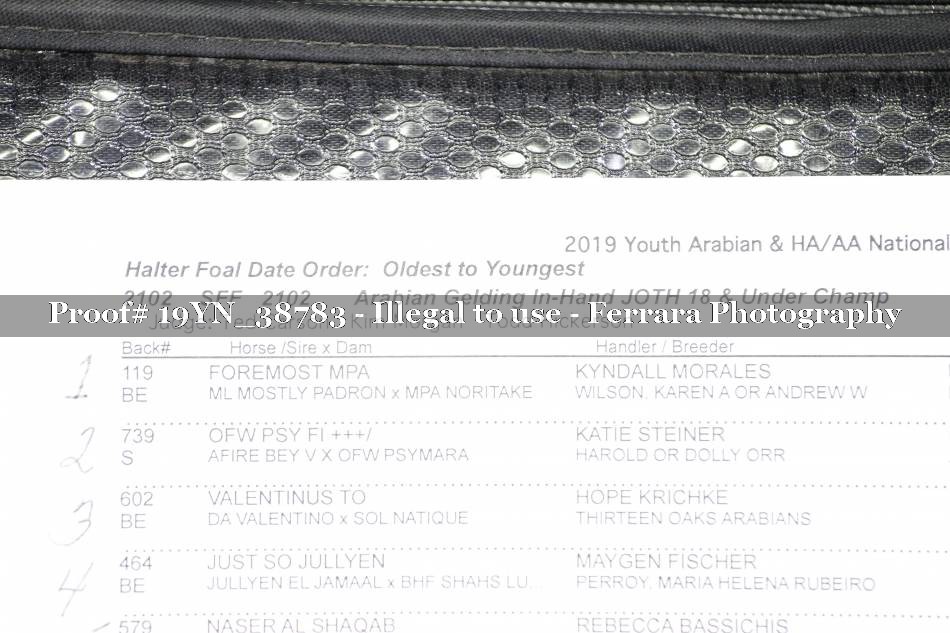 2019 Youth Arabian & HA/AA National
Halter Foal Date Order: Oldest to Youngest
2102 SEE 2102 Arabian Gelding In-Hand JOTH 18 & Under Champ
Proof# 19YN_38783 - Illegal to use - Ferrara Photography
Judge:
Back# Horse /Sire x Dam Handler / Breeder
1 119 FOREMOST MPA KYNDALL MORALES
BE ML MOSTLY PADRON x MPA NORITAKE WILSON, KAREN A OR ANDREW W
2 739 OFW PSY FI +++/ KATIE STEINER
S AFIRE BEY V X OFW PSYMARA HAROLD OR DOLLY ORR
3 602 VALENTINUS TO HOPE KRICHKE
BE DA VALENTINO x SOL NATIQUE THIRTEEN OAKS ARABIANS
4 464 JUST SO JULLYEN MAYGEN FISCHER
BE JULLYEN EL JAMAAL x BHF SHAHS LU... PERROY, MARIA HELENA RUBEIRO
579 NASER AL SHAQAB REBECCA BASSICHIS